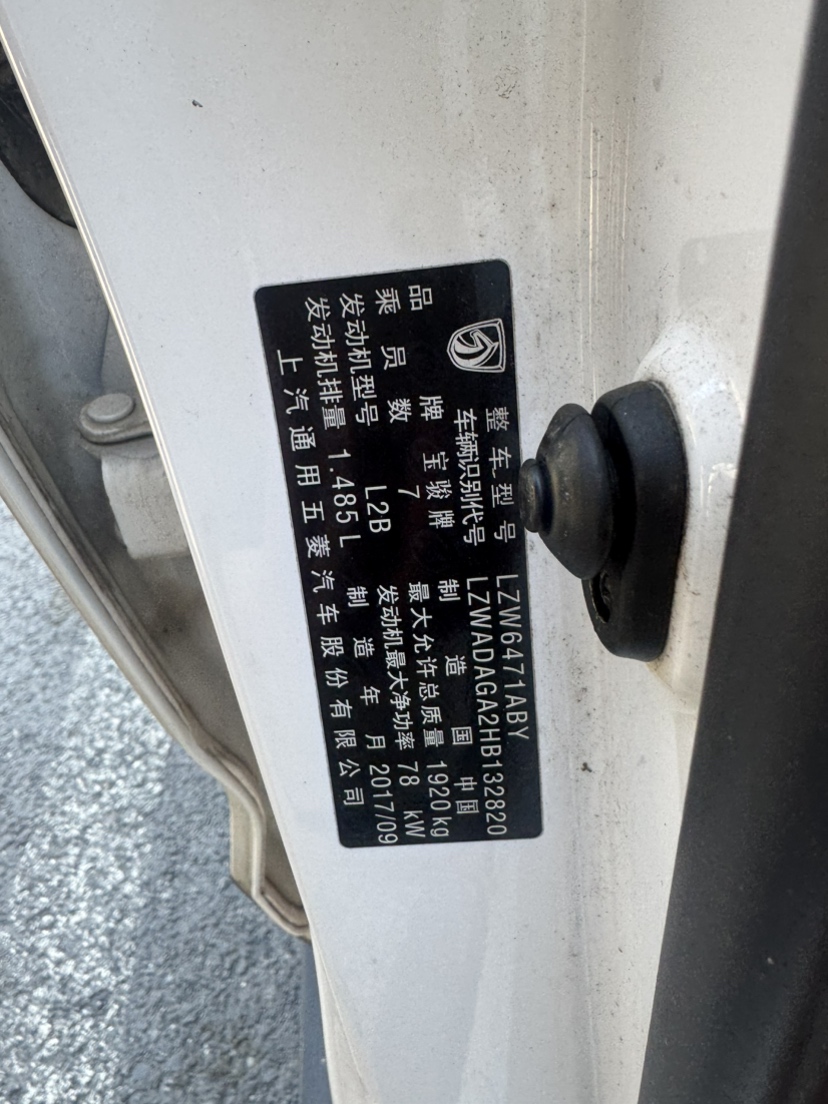 整车型号 LZW6471ABY
车辆识别代号 LZWADAGA2HB132820
品牌 宝骏牌 制造国 中国
乘员数 7 最大允许总质量 1920kg
发动机型号 L2B 发动机最大净功率 78 kW
发动机排量 1.485L 制造年月 2017/09
上汽通用五菱汽车股份有限公司